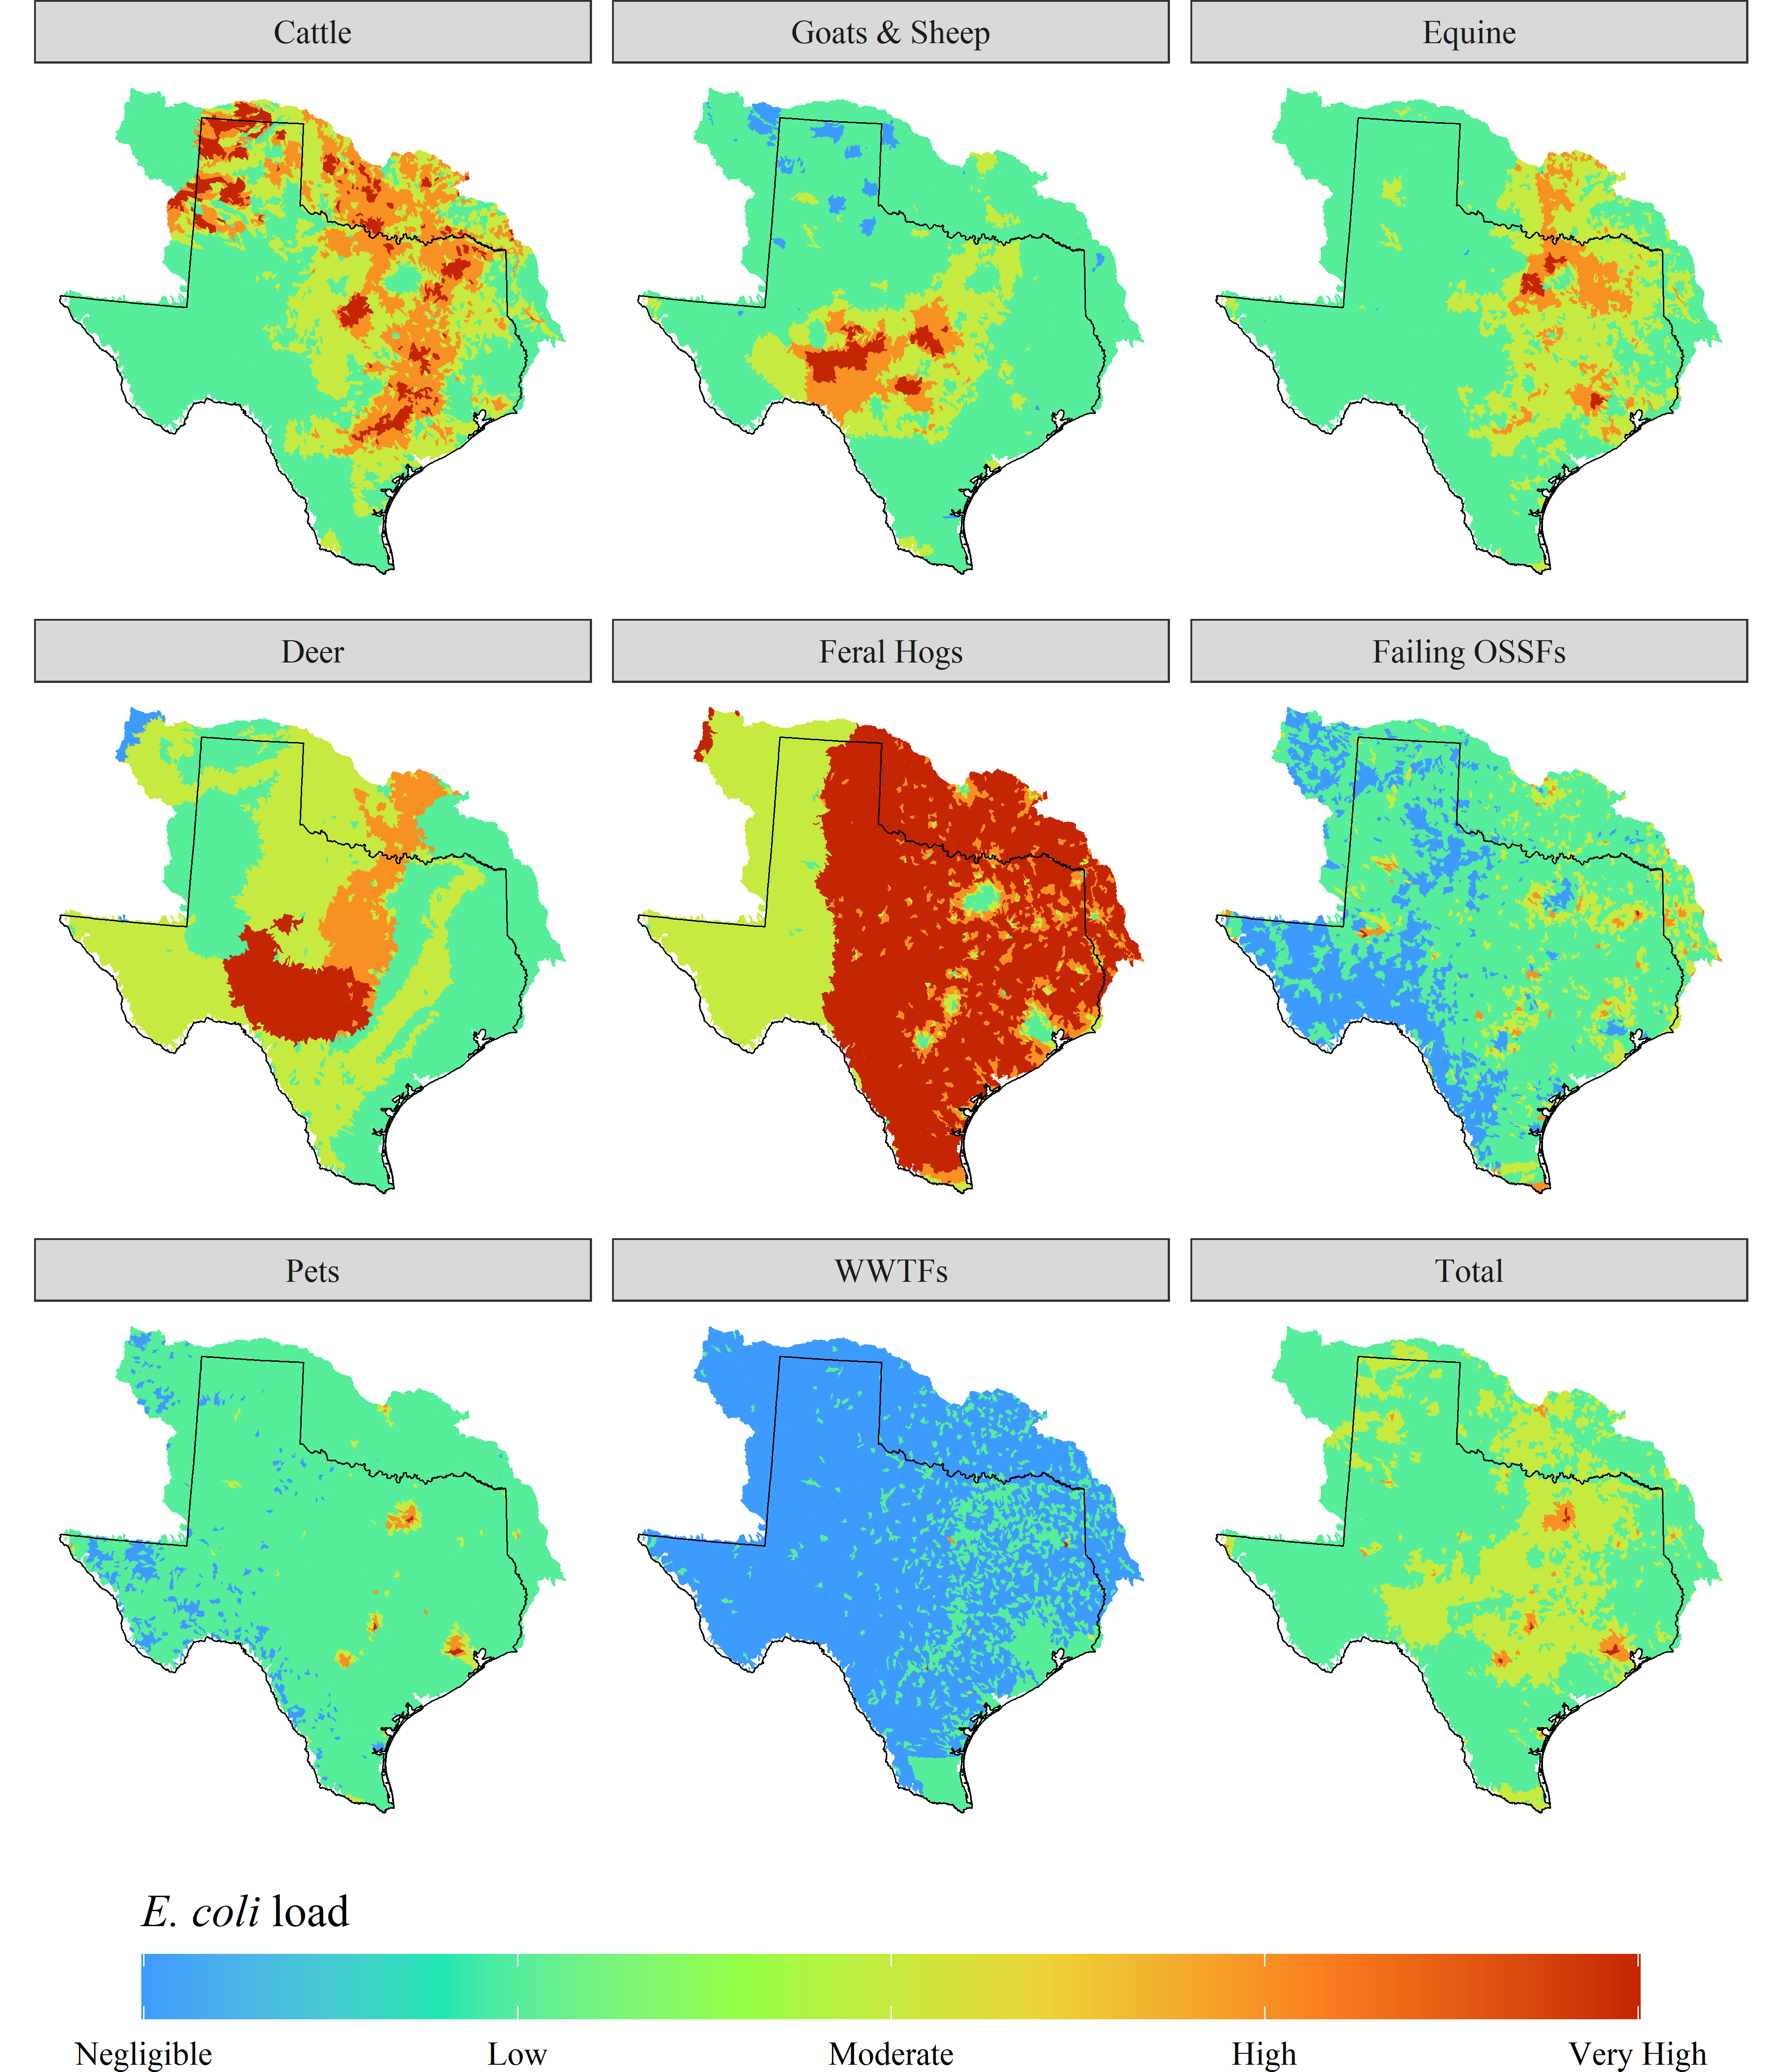 Cattle
Goats & Sheep
Equine
Deer
Feral Hogs
Failing OSSFs
Pets
WWTFs
Total
E. coli load
Negligible
Low
Moderate
High
Very High